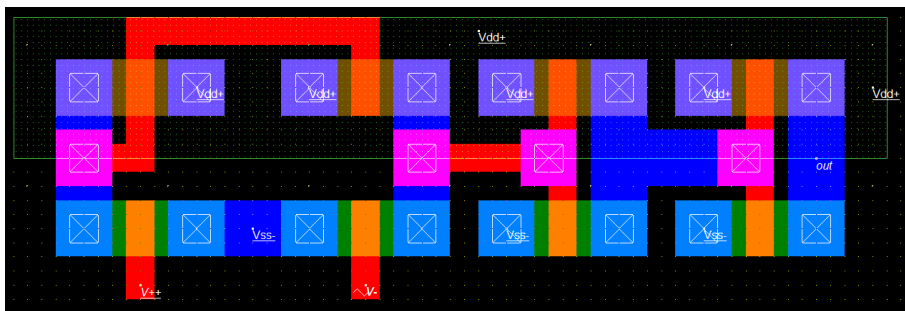 Vdd+
Vdd+ Vdd+ Vdd+ Vdd+ Vdd+
out
Vss- Vss- Vss-
V++ V-